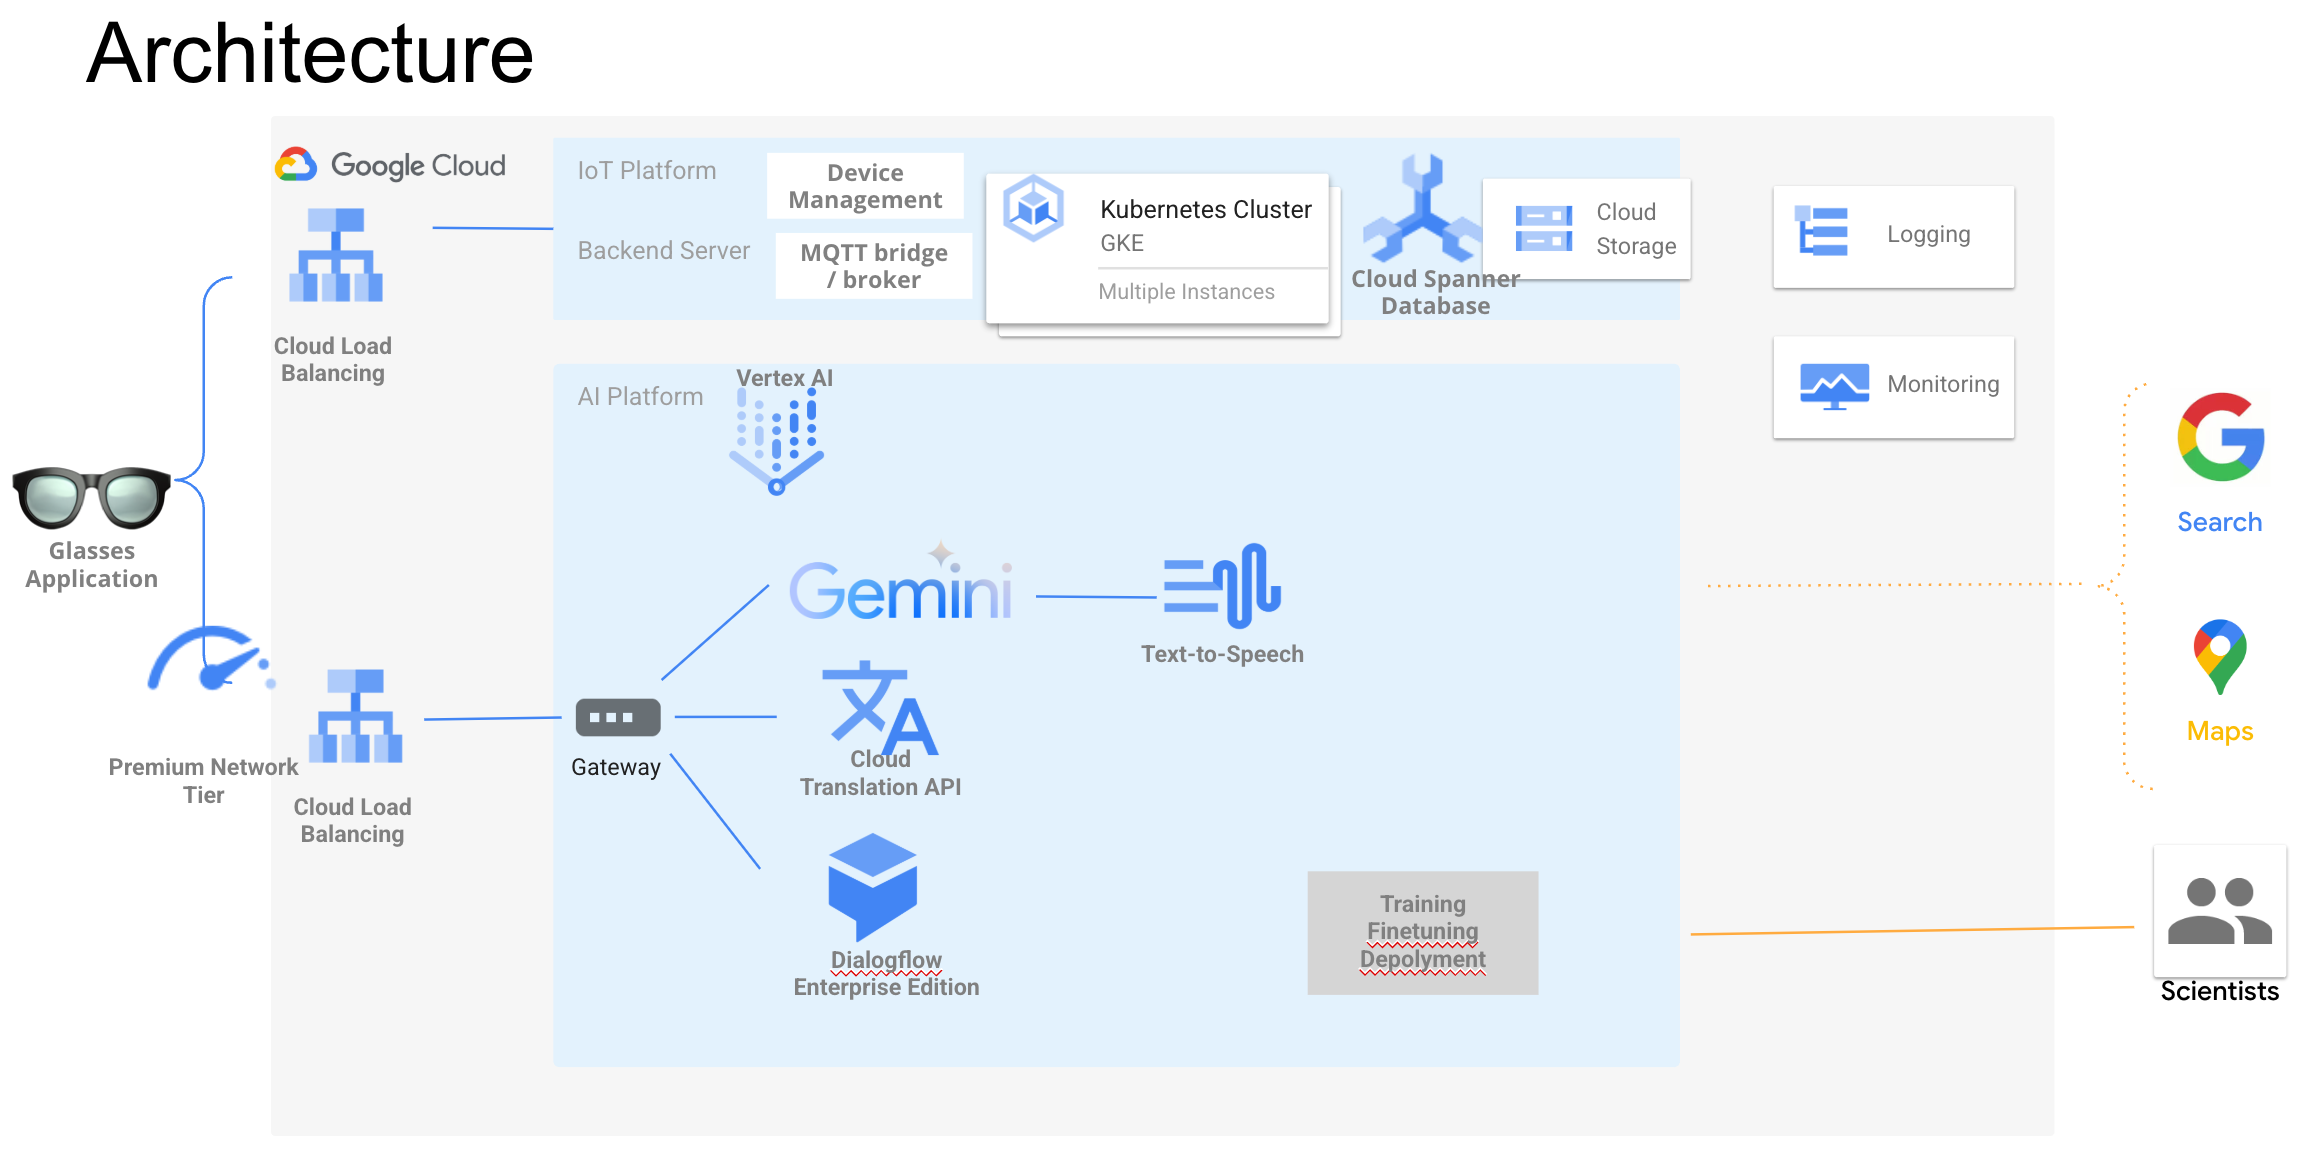 Architecture
Google Cloud
IoT Platform
Device
Management
Backend Server
MQTT bridge
/ broker
Kubernetes Cluster
GKE
Multiple Instances
Cloud Spanner
Database
Cloud
Storage
Logging
Monitoring
Cloud Load
Balancing
AI Platform
Vertex AI
Glasses
Application
Gemini
Text-to-Speech
Search
Maps
Premium Network
Tier
Cloud Load
Balancing
Gateway
文A
Cloud
Translation API
Dialogflow
Enterprise Edition
Training
Finetuning
Depolyment
Scientists